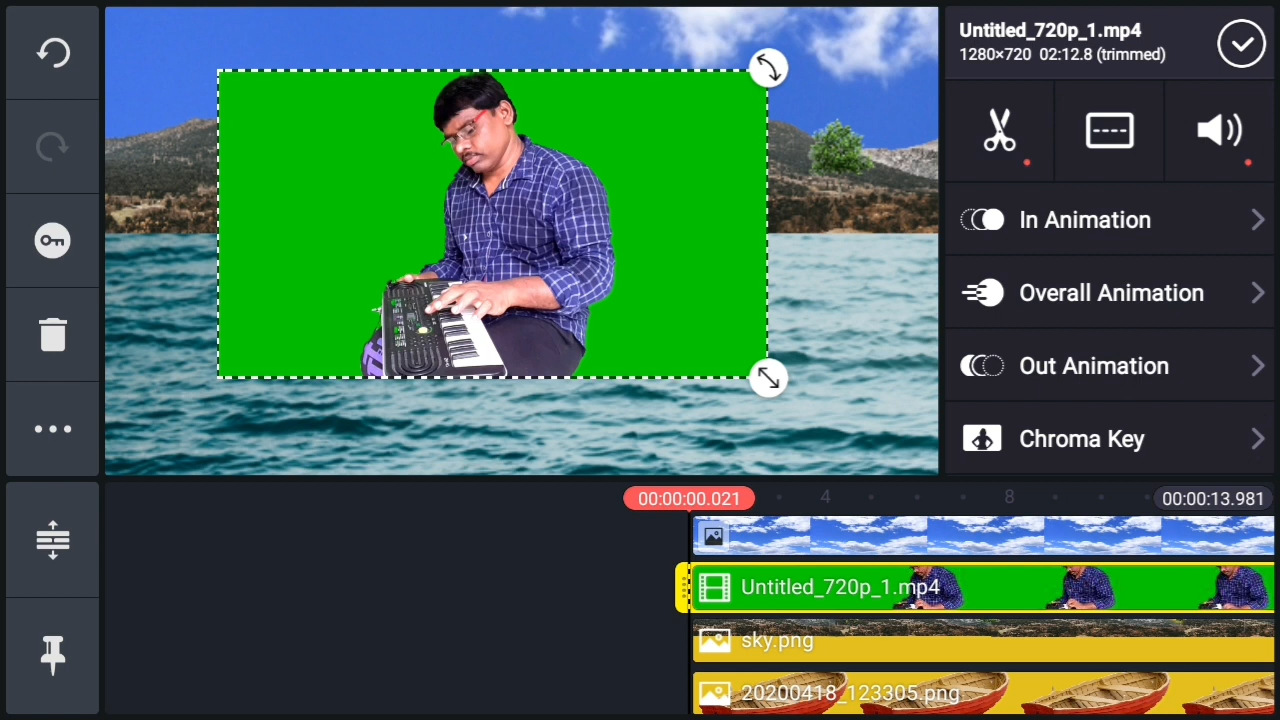 Untitled_720p_1.mp4
1280×720 02:12.8 (trimmed)
In Animation
Overall Animation
Out Animation
Chroma Key
00:00:00.021
4
8
00:00:13.981
Untitled_720p_1.mp4
sky.png
20200418_123305.png